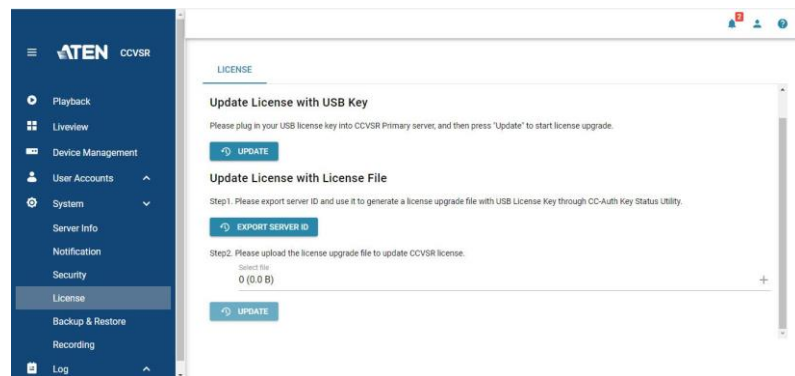 2
ATEN CCVSR
LICENSE
Playback
Liveview
Device Management
User Accounts
System
Server Info
Notification
Security
License
Backup & Restore
Recording
Log
Update License with USB Key
Please plug in your USB license key into CCVSR Primary server, and then press "Update" to start license upgrade.
UPDATE
Update License with License File
Step1. Please export server ID and use it to generate a license upgrade file with USB License Key through CC-Auth Key Status Utility.
EXPORT SERVER ID
Step2. Please upload the license upgrade file to update CCVSR license.
Select file
0 (0.0 B)
UPDATE